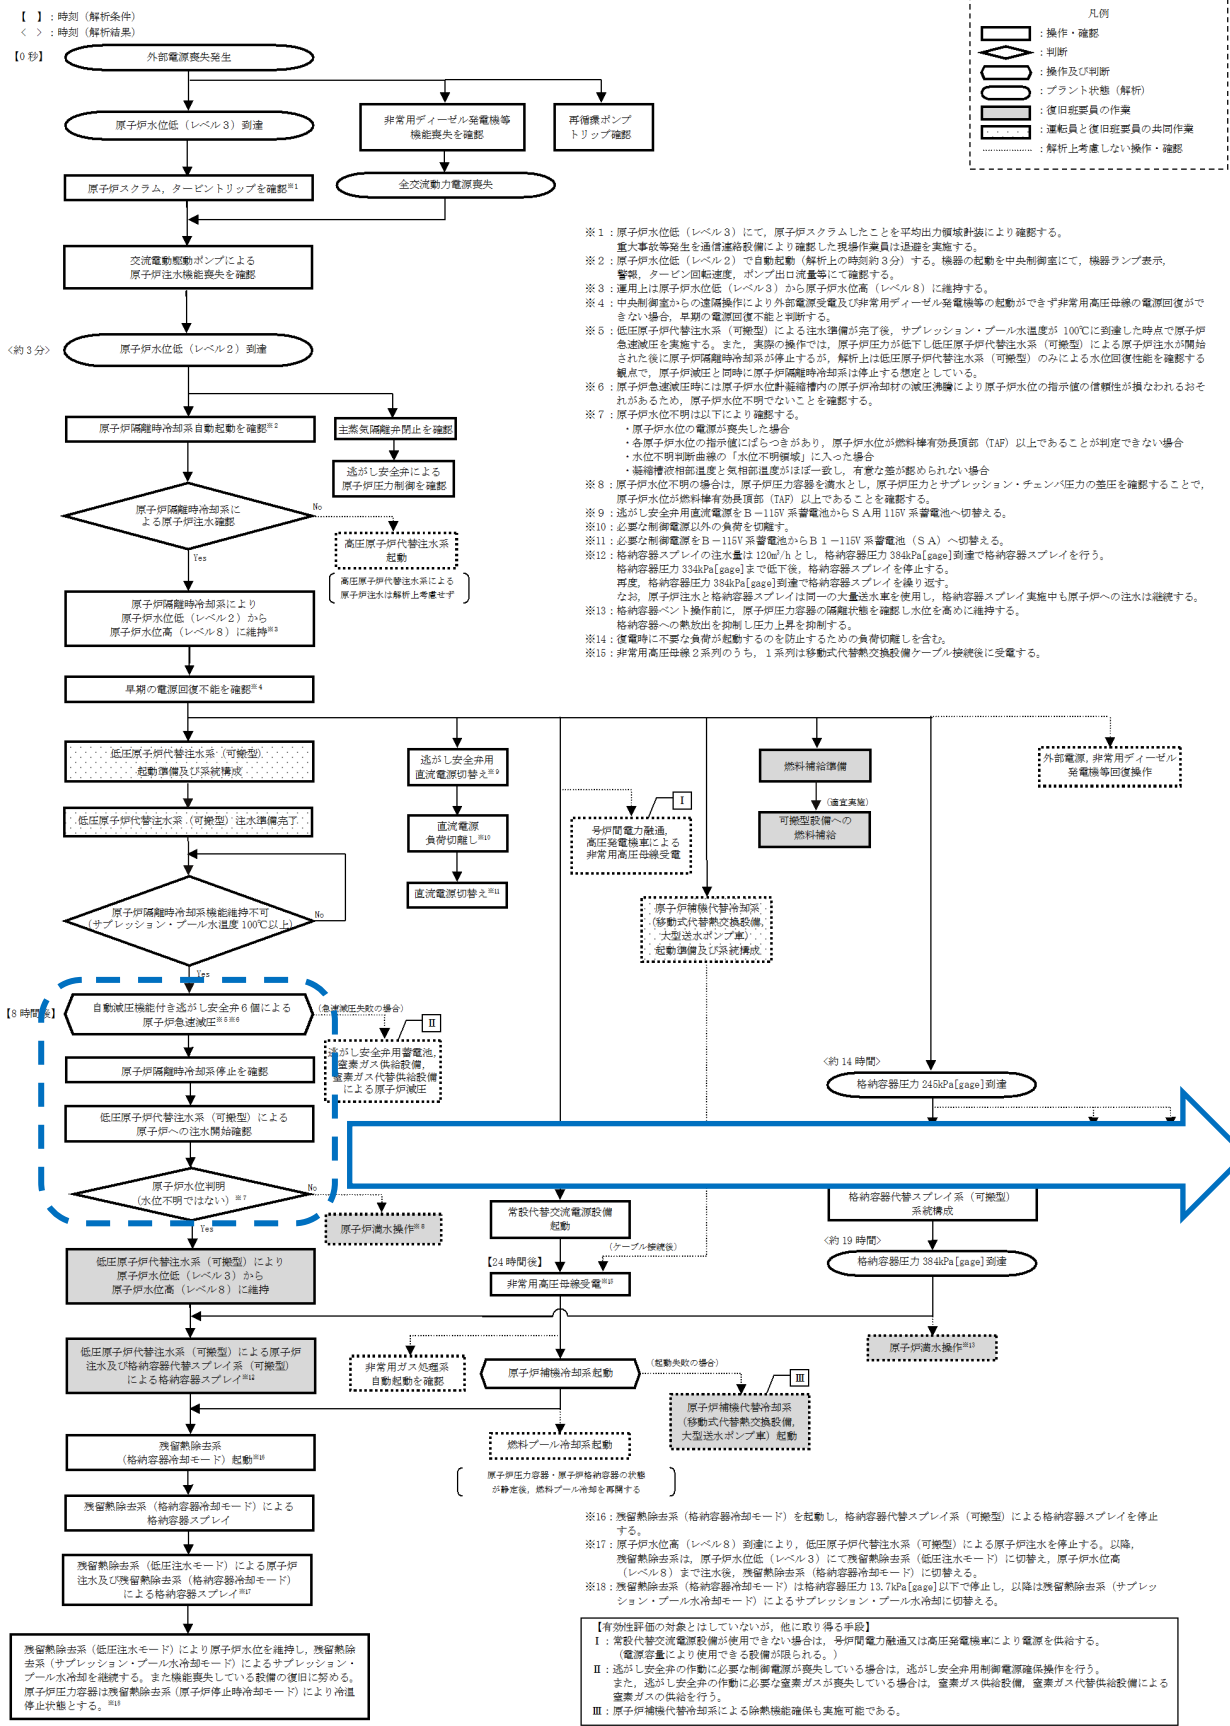 【　】：時刻（解析条件）
＜　＞：時刻（解析結果）
凡例
：操作・確認
：判断
：操作及び判断
：プラント状態（解析）
：復旧班要員の作業
：運転員と復旧班要員の共同作業
：解析上考慮しない操作・確認
【0秒】
外部電源喪失発生
原子炉水位低（レベル３）到達
非常用ディーゼル発電機等
機能喪失を確認
再循環ポンプ
トリップ確認
原子炉スクラム，タービントリップを確認※1
全交流動力電源喪失
交流電動駆動ポンプによる
原子炉注水機能喪失を確認
＜約3分＞
原子炉水位低（レベル２）到達
※１：原子炉水位低（レベル３）にて，原子炉スクラムしたことを平均出力領域計装により確認する。
重大事故等発生を通信連絡設備により確認した現場作業員は退避を実施する。
※２：原子炉水位低（レベル２）で自動起動（解析上の時刻約３分）する。機器の起動を中央制御室にて，機器ランプ表示，
警報，タービン回転速度，ポンプ出口流量等にて確認する。
※３：運用上は原子炉水位低（レベル３）から原子炉水位高（レベル８）に維持する。
※４：中央制御室からの遠隔操作により外部電源受電及び非常用ディーゼル発電機等の起動ができず非常用高圧母線の電源回復がで
きない場合，早期の電源回復不能と判断する。
※５：低圧原子炉代替注水系（可搬型）による注水準備が完了後，サプレッション・プール水温度が 100℃に到達した時点で原子炉
急速減圧を実施する。また，実際の操作では，原子炉圧力が低下し低圧原子炉代替注水系（可搬型）による原子炉注水が開始
された後に原子炉隔離時冷却系が停止するが，解析上は低圧原子炉代替注水系（可搬型）のみによる水位回復性能を確認する
観点で，原子炉減圧と同時に原子炉隔離時冷却系は停止する想定としている。
※６：原子炉急速減圧時には原子炉水位計凝縮槽内の原子炉冷却材の減圧沸騰により原子炉水位の指示値の信頼性が損なわれるおそ
れがあるため，原子炉水位不明でないことを確認する。
※７：原子炉水位不明は以下により確認する。
・原子炉水位の電源が喪失した場合
・各原子炉水位の指示値にばらつきがあり，原子炉水位が燃料棒有効長頂部（TAF）以上であることが判定できない場合
・水位不明判断曲線の「水位不明領域」に入った場合
・凝縮槽液相部温度と気相部温度がほぼ一致し，有意な差が認められない場合
※８：原子炉水位不明の場合は，原子炉圧力容器を満水とし，原子炉圧力とサプレッション・チェンバ圧力の差圧を確認することで，
原子炉水位が燃料棒有効長頂部（TAF）以上であることを確認する。
※９：逃がし安全弁用直流電源をＢ－115V 系蓄電池からＳＡ用 115V 系蓄電池へ切替える。
※10：必要な制御電源以外の負荷を切離す。
※11：必要な制御電源をＢ－115V 系蓄電池からＢ１－115V 系蓄電池（ＳＡ）へ切替える。
※12：格納容器スプレイの注水量は 120m³/h とし，格納容器圧力 384kPa[gage]到達で格納容器スプレイを行う。
格納容器圧力 334kPa[gage]まで低下後，格納容器スプレイを停止する。
再度，格納容器圧力 384kPa[gage]到達で格納容器スプレイを繰り返す。
なお，原子炉注水と格納容器スプレイは同一の大量送水車を使用し，格納容器スプレイ実施中も原子炉への注水は継続する。
※13：格納容器ベント操作前に，原子炉圧力容器の隔離状態を確認し水位を高めに維持する。
格納容器への熱放出を抑制し圧力上昇を抑制する。
※14：復電時に不要な負荷が起動するのを防止するための負荷切離しを含む。
※15：非常用高圧母線２系列のうち，１系列は移動式代替熱交換設備ケーブル接続後に受電する。
原子炉隔離時冷却系自動起動を確認※2
主蒸気隔離弁閉止を確認
逃がし安全弁による
原子炉圧力制御を確認
原子炉隔離時冷却系に
よる原子炉注水確認
No
Yes
高圧原子炉代替注水系
起動
高圧原子炉代替注水系による
原子炉注水は解析上考慮せず
原子炉隔離時冷却系により
原子炉水位低（レベル２）から
原子炉水位高（レベル８）に維持※3
早期の電源回復不能を確認※4
低圧原子炉代替注水系（可搬型）
起動準備及び系統構成
逃がし安全弁用
直流電源切替え※9
燃料補給準備
外部電源，非常用ディーゼル
発電機等回復操作
低圧原子炉代替注水系（可搬型）注水準備完了
直流電源
負荷切離し※10
Ⅰ
号炉間電力融通，
高圧発電機車による
非常用高圧母線受電
（適宜実施）
可搬型設備への
燃料補給
直流電源切替え※11
原子炉隔離時冷却系機能維持不可
（サプレッション・プール水温度 100℃以上）
No
Yes
原子炉補機代替冷却系
（移動式代替熱交換設備，
大型送水ポンプ車）
起動準備及び系統構成
【8時間後】
自動減圧機能付き逃がし安全弁６個による
原子炉急速減圧※5※6
（急速減圧失敗の場合）
Ⅱ
逃がし安全弁用蓄電池，
窒素ガス供給設備，
窒素ガス代替供給設備
による原子炉減圧
原子炉隔離時冷却系停止を確認
＜約 14 時間＞
格納容器圧力 245kPa[gage]到達
低圧原子炉代替注水系（可搬型）による
原子炉への注水開始確認
原子炉水位判明
（水位不明ではない）※7
No
Yes
原子炉満水操作※8
常設代替交流電源設備
起動
格納容器代替スプレイ系（可搬型）
系統構成
（ケーブル接続後）
＜約 19 時間＞
格納容器圧力 384kPa[gage]到達
低圧原子炉代替注水系（可搬型）により
原子炉水位低（レベル３）から
原子炉水位高（レベル８）に維持
【24 時間後】
非常用高圧母線受電※15
低圧原子炉代替注水系（可搬型）による原子炉
注水及び格納容器代替スプレイ系（可搬型）
による格納容器スプレイ※12
非常用ガス処理系
自動起動を確認
原子炉補機冷却系起動
（起動失敗の場合）
Ⅲ
原子炉満水操作※13
原子炉補機代替冷却系
（移動式代替熱交換設備，
大型送水ポンプ車）起動
燃料プール冷却系起動
原子炉圧力容器・原子炉格納容器の状態
が静定後，燃料プール冷却を再開する
残留熱除去系
（格納容器冷却モード）起動※16
残留熱除去系（格納容器冷却モード）による
格納容器スプレイ
残留熱除去系（低圧注水モード）による原子炉
注水及び残留熱除去系（格納容器冷却モード）
による格納容器スプレイ※17
残留熱除去系（低圧注水モード）により原子炉水位を維持し，残留熱除
去系（サプレッション・プール水冷却モード）によるサプレッション・
プール水冷却を継続する。また機能喪失している設備の復旧に努める。
原子炉圧力容器は残留熱除去系（原子炉停止時冷却モード）により冷温
停止状態とする。※18
※16：残留熱除去系（格納容器冷却モード）を起動し，格納容器代替スプレイ系（可搬型）による格納容器スプレイを停止
する。
※17：原子炉水位高（レベル８）到達により，低圧原子炉代替注水系（可搬型）による原子炉注水を停止する。以降，
残留熱除去系は，原子炉水位低（レベル３）にて残留熱除去系（低圧注水モード）に切替え，原子炉水位高
（レベル８）まで注水後，残留熱除去系（格納容器冷却モード）に切替える。
※18：残留熱除去系（格納容器冷却モード）は格納容器圧力 13.7kPa[gage]以下で停止し，以降は残留熱除去系（サプレッ
ション・プール水冷却モード）によるサプレッション・プール水冷却に切替える。
【有効性評価の対象とはしていないが，他に取り得る手段】
Ⅰ：常設代替交流電源設備が使用できない場合は，号炉間電力融通又は高圧発電機車により電源を供給する。
（電源容量により使用できる設備が限られる。）
Ⅱ：逃がし安全弁の作動に必要な制御電源が喪失している場合は，逃がし安全弁用制御電源確保操作を行う。
また，逃がし安全弁の作動に必要な窒素ガスが喪失している場合は，窒素ガス供給設備，窒素ガス代替供給設備による
窒素ガスの供給を行う。
Ⅲ：原子炉補機代替冷却系による除熱機能確保も実施可能である。